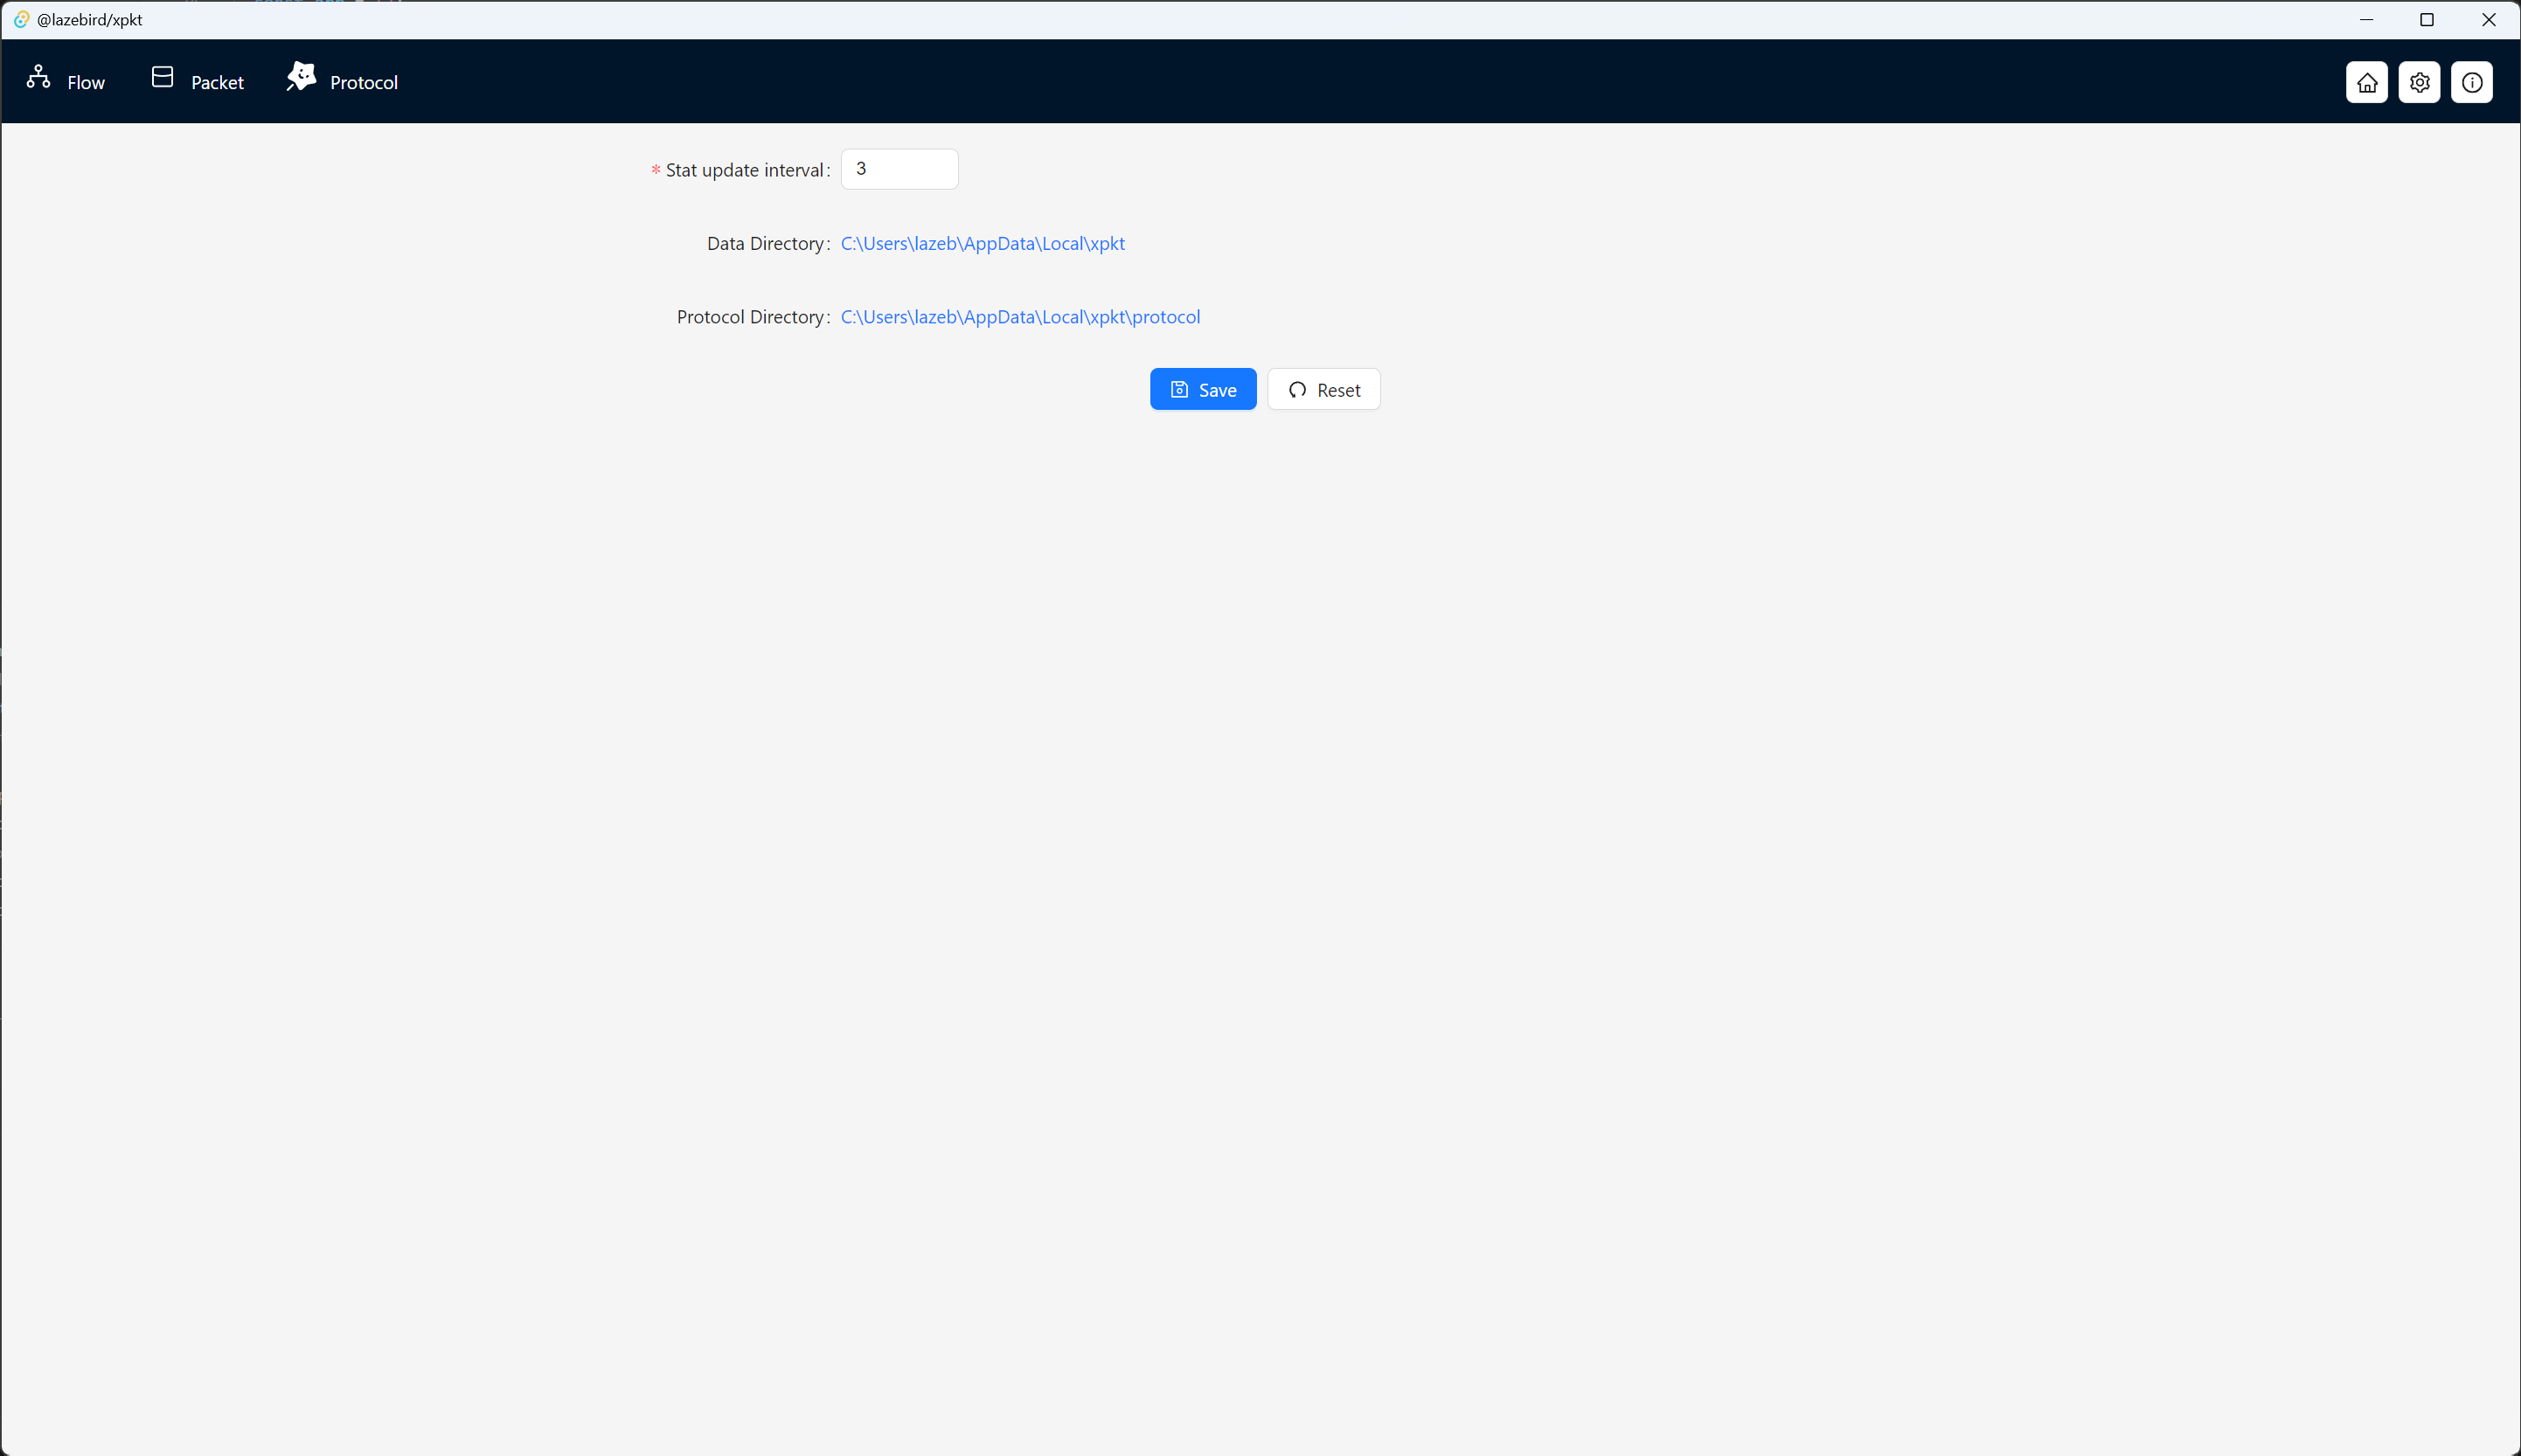 @lazebird/xpkt
Flow Packet Protocol
* Stat update interval: 3
Data Directory: C:\Users\lazeb\AppData\Local\xpkt
Protocol Directory: C:\Users\lazeb\AppData\Local\xpkt\protocol
Save Reset